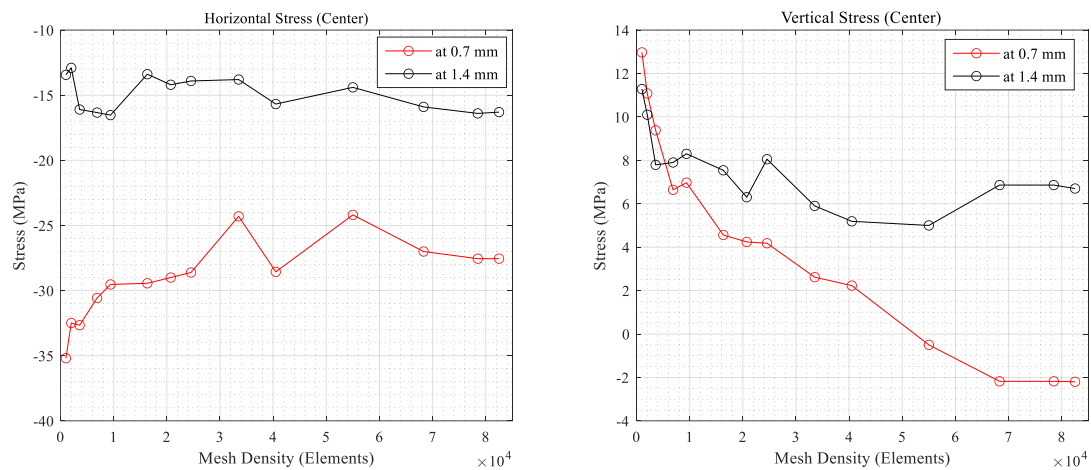 Horizontal Stress (Center)
-10
-15
-20
-25
-30
-35
-40
Stress (MPa)
at 0.7 mm
at 1.4 mm
0 1 2 3 4 5 6 7 8
Mesh Density (Elements)
×10^4
Vertical Stress (Center)
14
12
10
8
6
4
2
0
-2
-4
Stress (MPa)
at 0.7 mm
at 1.4 mm
0 1 2 3 4 5 6 7 8
Mesh Density (Elements)
×10^4